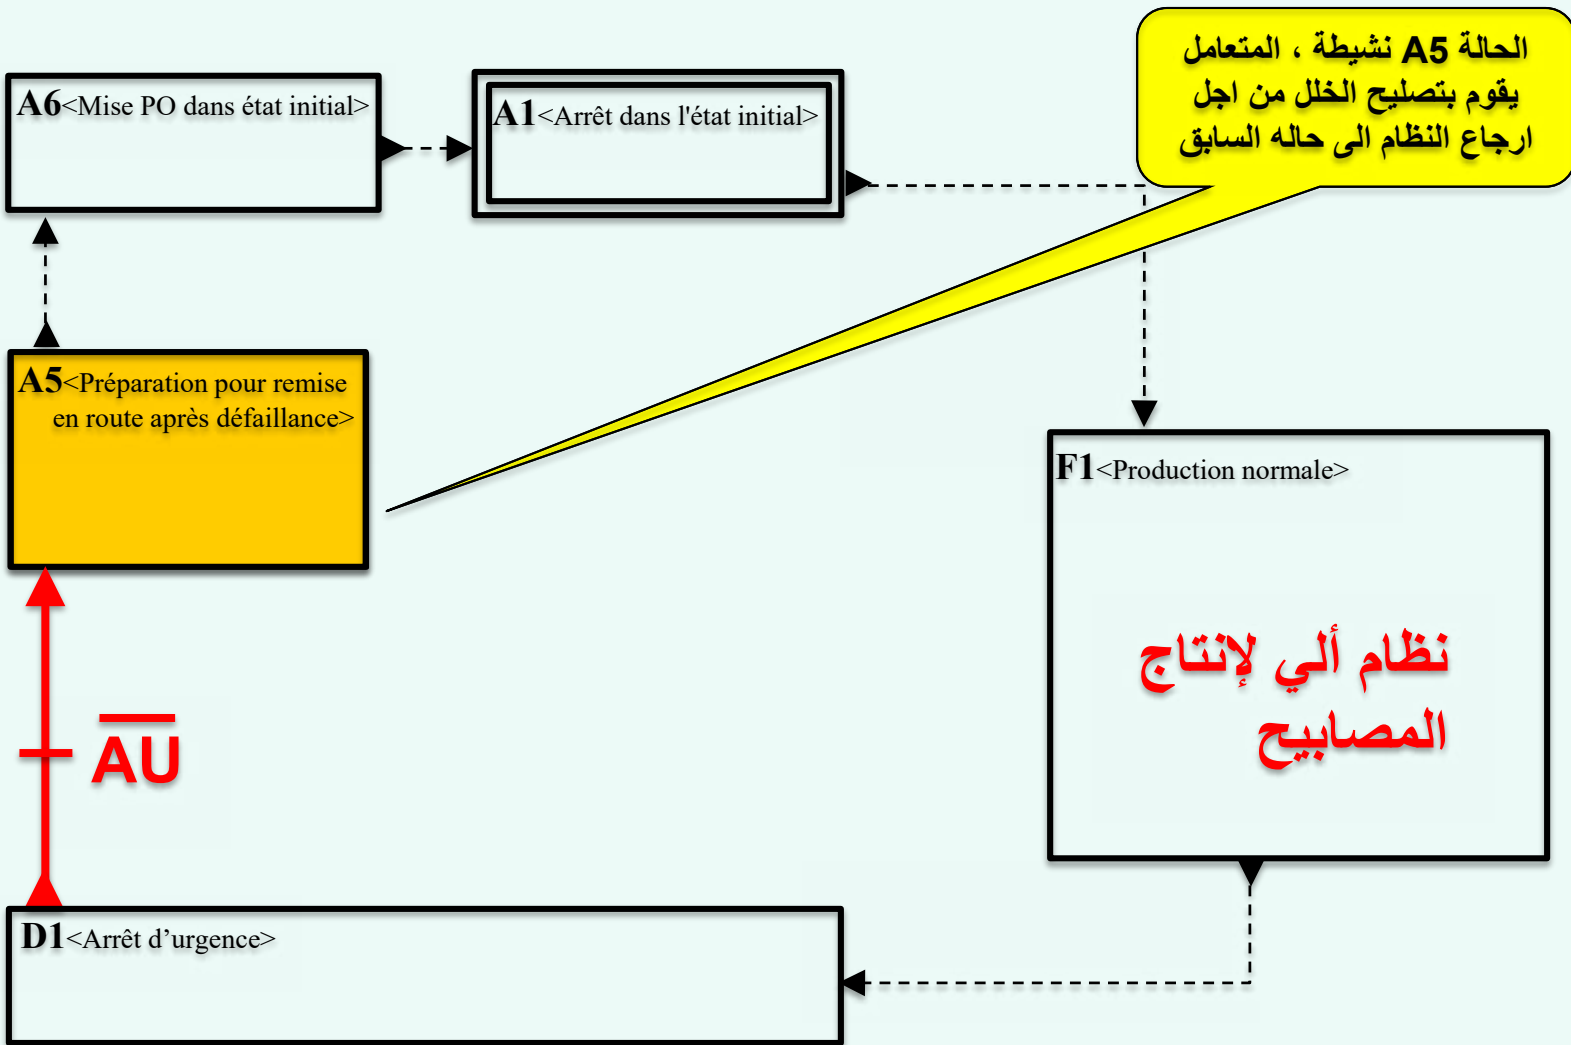 الحالة A5 نشيطة ، المتعامل
يقوم بتصليح الخلل من اجل
ارجاع النظام الى حاله السابق
A6<Mise PO dans état initial>
A1<Arrêt dans l'état initial>
A5<Préparation pour remise
en route après défaillance>
F1<Production normale>
نظام ألي لإنتاج
المصابيح
A̅U̅
D1<Arrêt d’urgence>